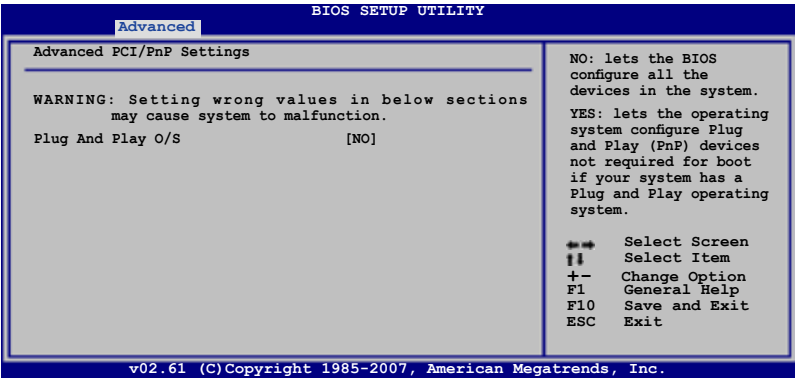 BIOS SETUP UTILITY
Advanced
Advanced PCI/PnP Settings
WARNING: Setting wrong values in below sections
may cause system to malfunction.
Plug And Play O/S [NO]
NO: lets the BIOS
configure all the
devices in the system.
YES: lets the operating
system configure Plug
and Play (PnP) devices
not required for boot
if your system has a
Plug and Play operating
system.
←→ Select Screen
↑↓ Select Item
+- Change Option
F1 General Help
F10 Save and Exit
ESC Exit
v02.61 (C)Copyright 1985-2007, American Megatrends, Inc.